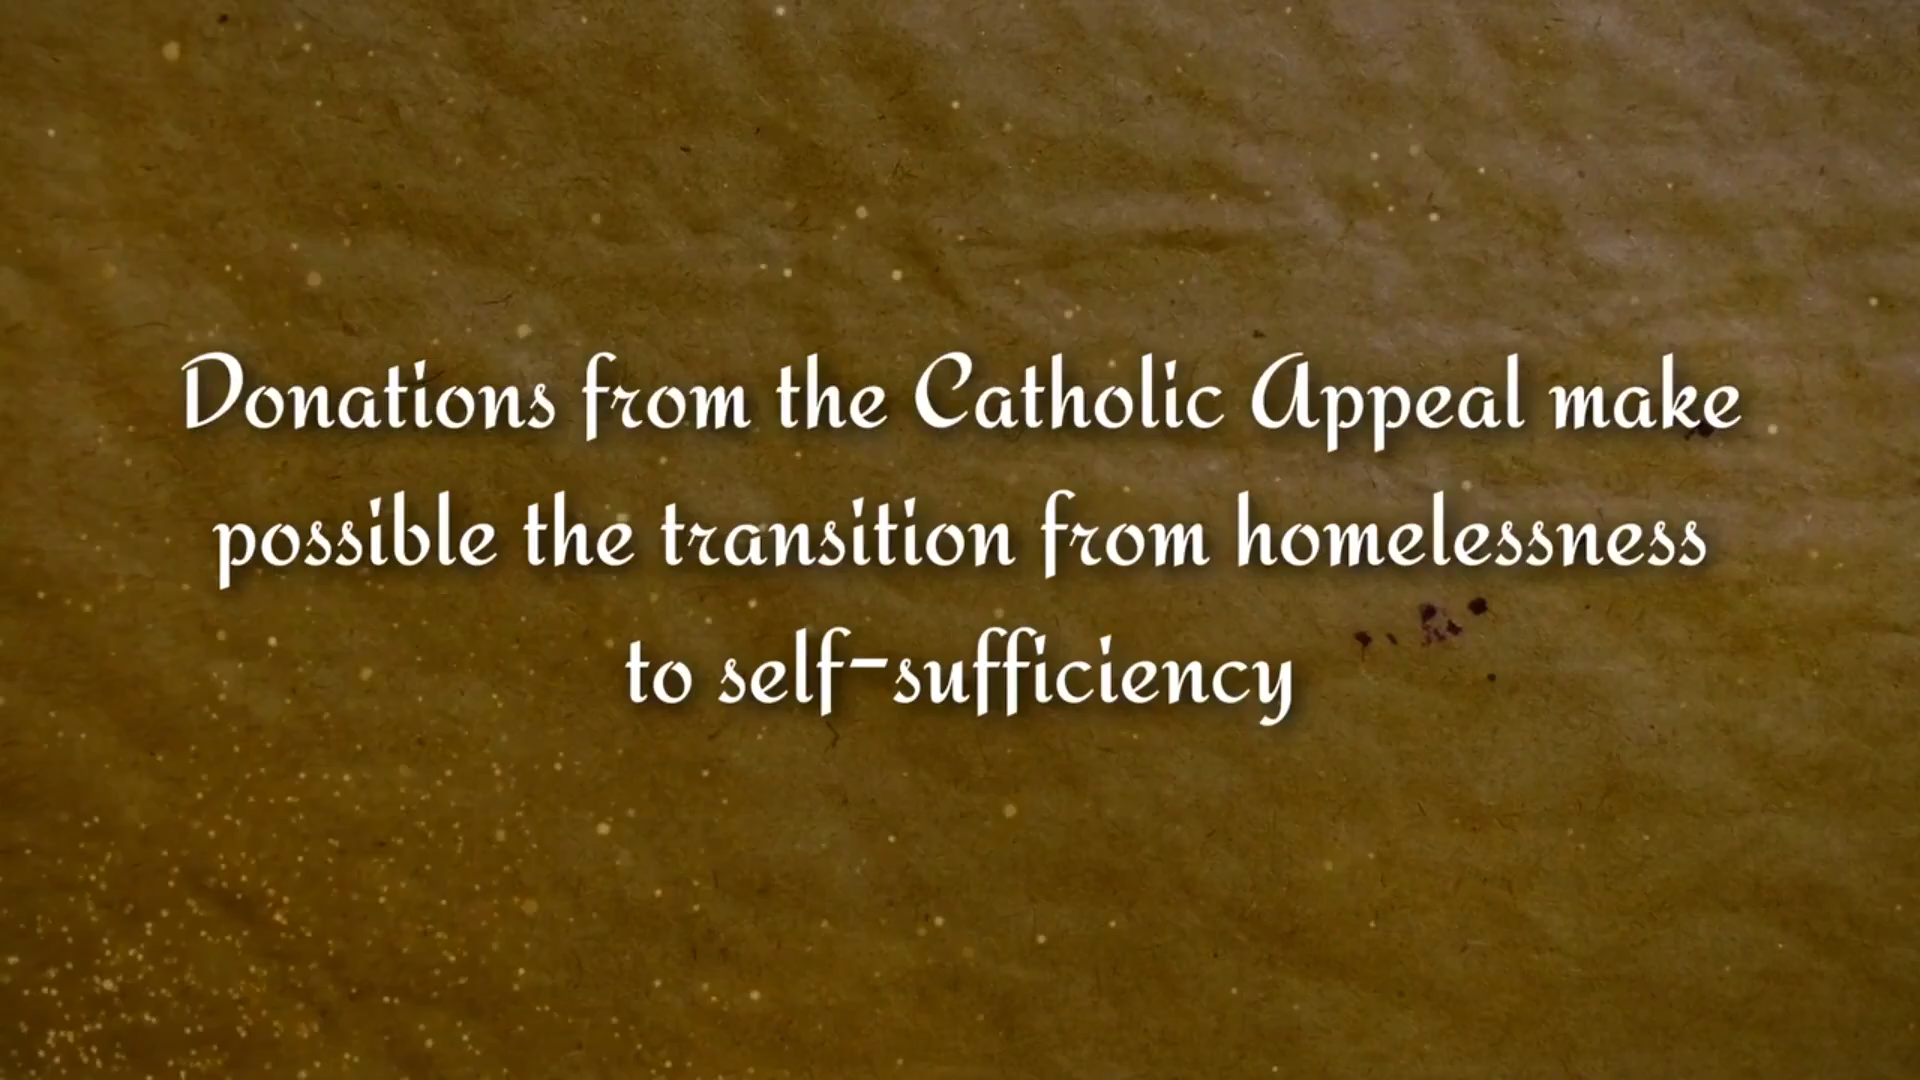 Donations from the Catholic Appeal make
possible the transition from homelessness
to self-sufficiency